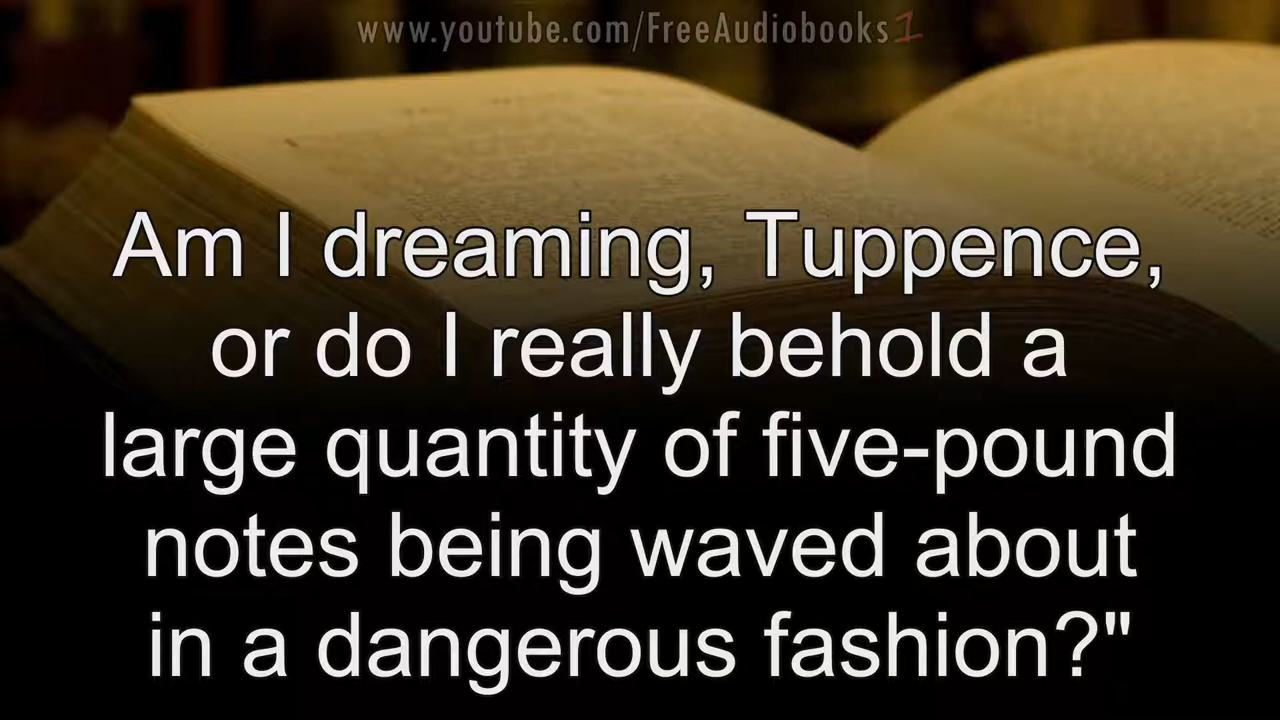 www.youtube.com/FreeAudiobooks1
Am I dreaming, Tuppence,
or do I really behold a
large quantity of five-pound
notes being waved about
in a dangerous fashion?"